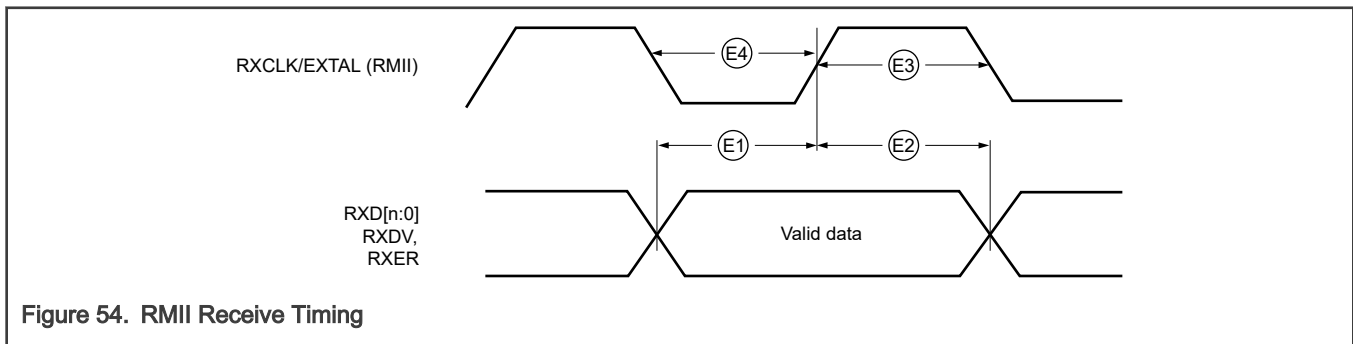 RXCLK/EXTAL (RMII)
E4
E3
E1
E2
RXD[n:0]
RXDV,
RXER
Valid data
Figure 54. RMII Receive Timing